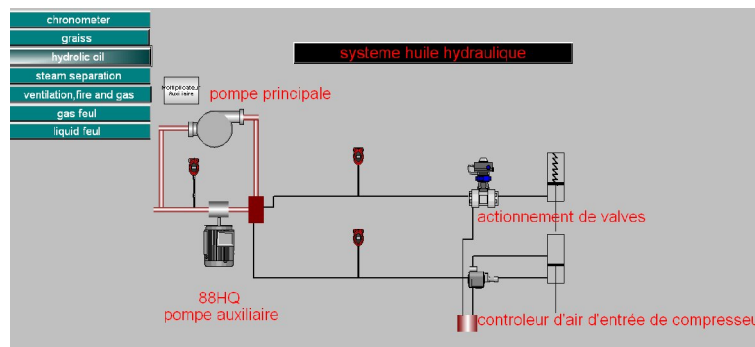 chronometer
graiss
hydrolic oil
steam separation
ventilation,fire and gas
gas feul
liquid feul
systeme huile hydraulique
Auxiliaire
pompe principale
actionnement de valves
88HQ
pompe auxiliaire
controleur d'air d'entrée de compresseu